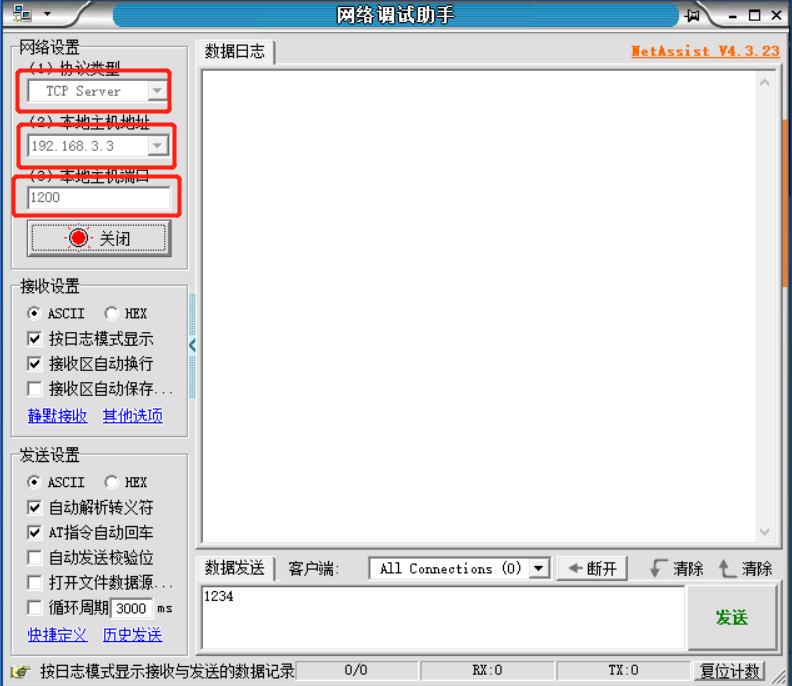 网络调试助手
网络设置
数据日志
NetAssist V4.3.23
(1) 协议类型
TCP Server
(2) 本地主机地址
192.168.3.3
(3) 本地主机端口
1200
关闭
接收设置
ASCII HEX
按日志模式显示
接收区自动换行
接收区自动保存...
静默接收 其他选项
发送设置
ASCII HEX
自动解析转义符
AT指令自动回车
自动发送校验位
打开文件数据源...
循环周期 3000 ms
快捷定义 历史发送
数据发送 客户端: All Connections (0) 断开 清除 清除
1234
发送
按日志模式显示接收与发送的数据记录 0/0 RX:0 TX:0 复位计数